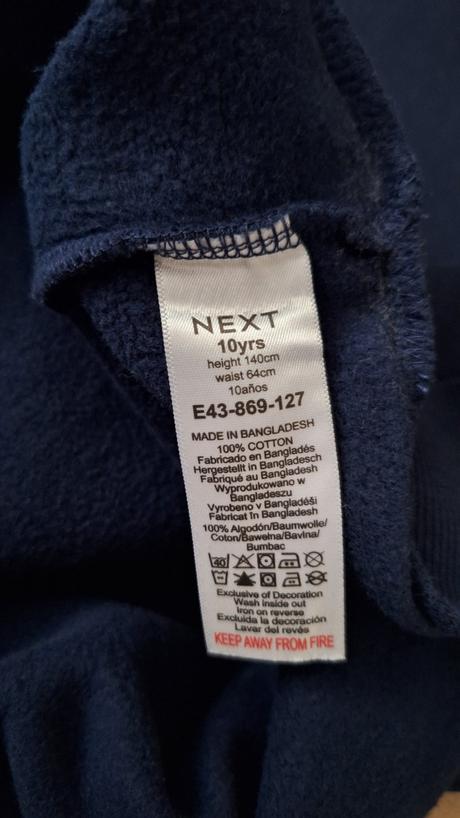 NEXT
10yrs
height 140cm
waist 64cm
10años
E43-869-127
MADE IN BANGLADESH
100% COTTON
Fabricado en Bangladés
Hergestellt in Bangladesch
Fabriqué au Bangladesh
Wyprodukowano w
Bangladeszu
Vyrobeno v Bangladéši
Fabricat în Bangladesh
100% Algodón/Baumwolle/
Coton/Bawełna/Bavlna/
Bumbac
40
Exclusive of Decoration
Wash inside out
Iron on reverse
Excluida la decoración
Lavar del revés
KEEP AWAY FROM FIRE